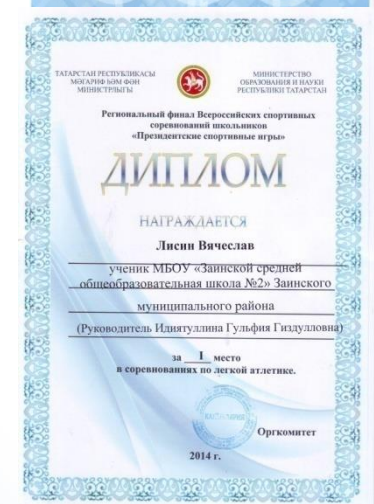 ТАТАРСТАН РЕСПУБЛИКАСЫ
МӘГАРИФ ҺӘМ ФӘН
МИНИСТРЛЫГЫ
МИНИСТЕРСТВО
ОБРАЗОВАНИЯ И НАУКИ
РЕСПУБЛИКИ ТАТАРСТАН
Региональный финал Всероссийских спортивных
соревнований школьников
«Президентские спортивные игры»
ДИПЛОМ
НАГРАЖДАЕТСЯ
Лисин Вячеслав
ученик МБОУ «Заинской средней
общеобразовательная школа №2» Заинского
муниципального района
(Руководитель Идиятуллина Гульфия Гиздулловна)
за I место
в соревнованиях по легкой атлетике.
Оргкомитет
2014 г.